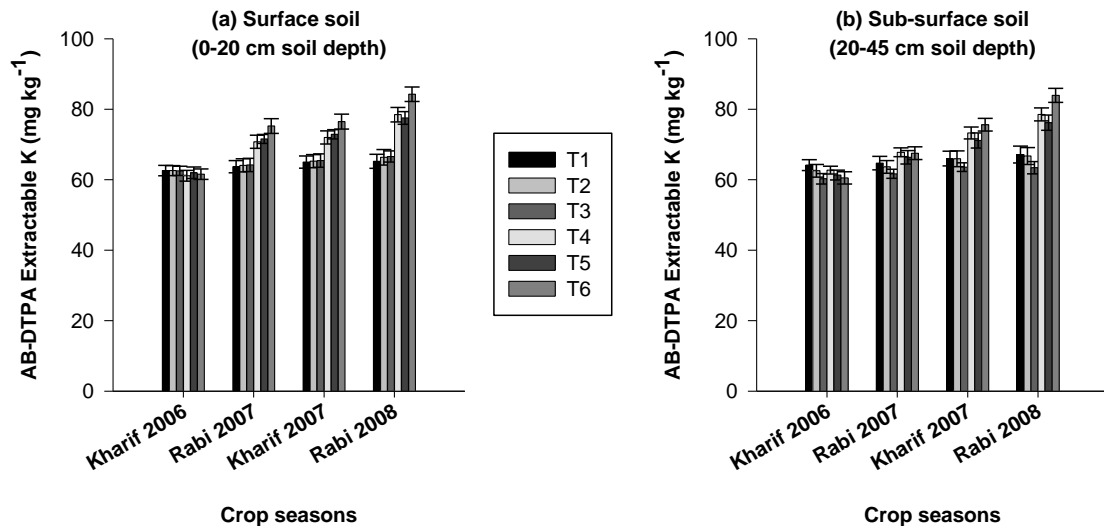 (a) Surface soil
(0-20 cm soil depth)
AB-DTPA Extractable K (mg kg⁻¹)
100
80
60
40
20
0
Kharif 2006
Rabi 2007
Kharif 2007
Rabi 2008
Crop seasons
T1
T2
T3
T4
T5
T6
(b) Sub-surface soil
(20-45 cm soil depth)
AB-DTPA Extractable K (mg kg⁻¹)
100
80
60
40
20
0
Kharif 2006
Rabi 2007
Kharif 2007
Rabi 2008
Crop seasons